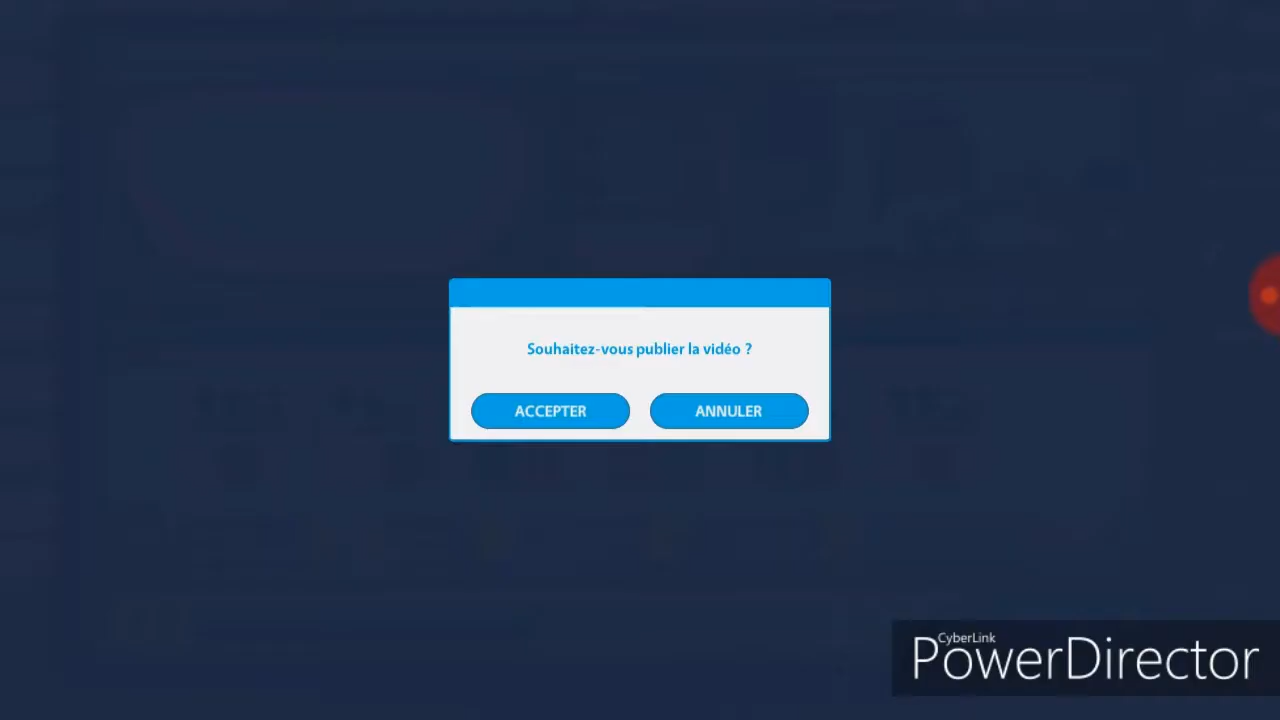 Souhaitez-vous publier la vidéo ?
ACCEPTER
ANNULER
CyberLink
PowerDirector